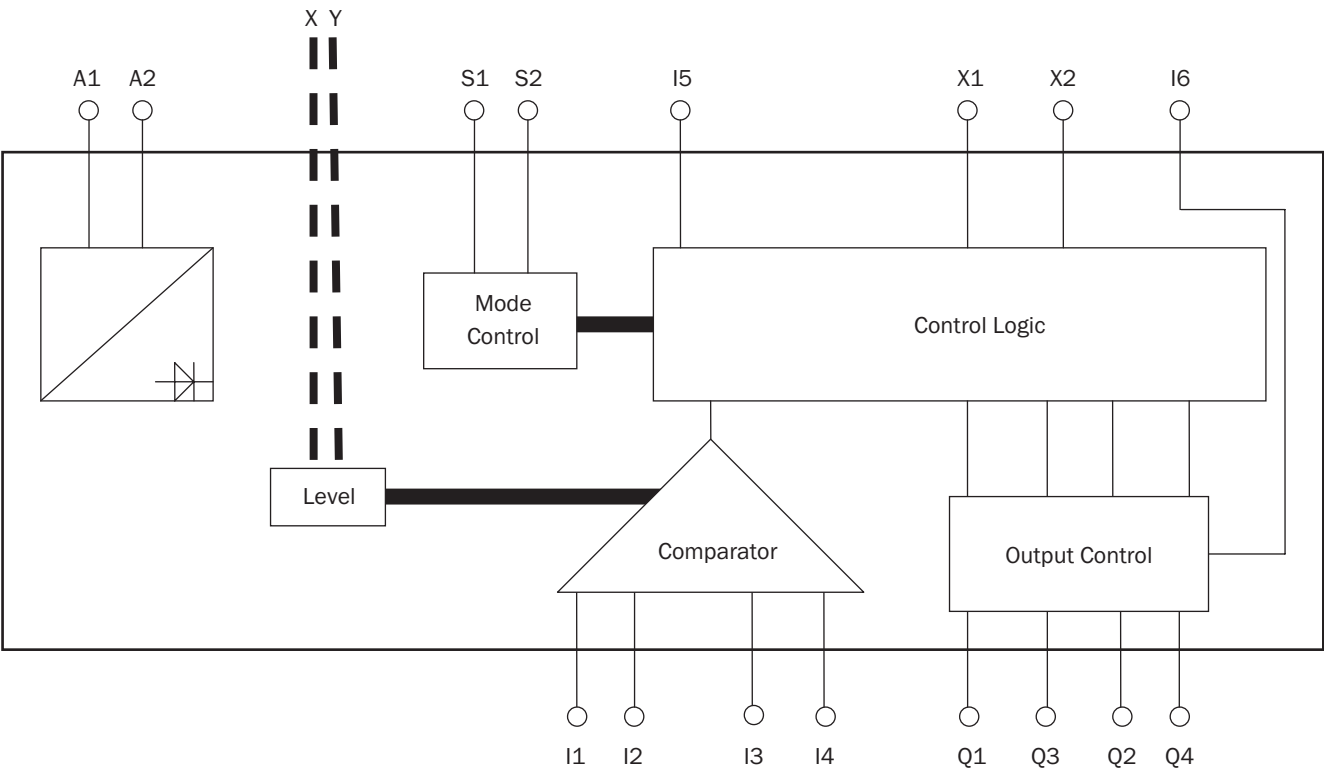 X Y
A1 A2 S1 S2 I5 X1 X2 I6
Mode
Control
Control Logic
Level
Comparator
Output Control
I1 I2 I3 I4 Q1 Q3 Q2 Q4